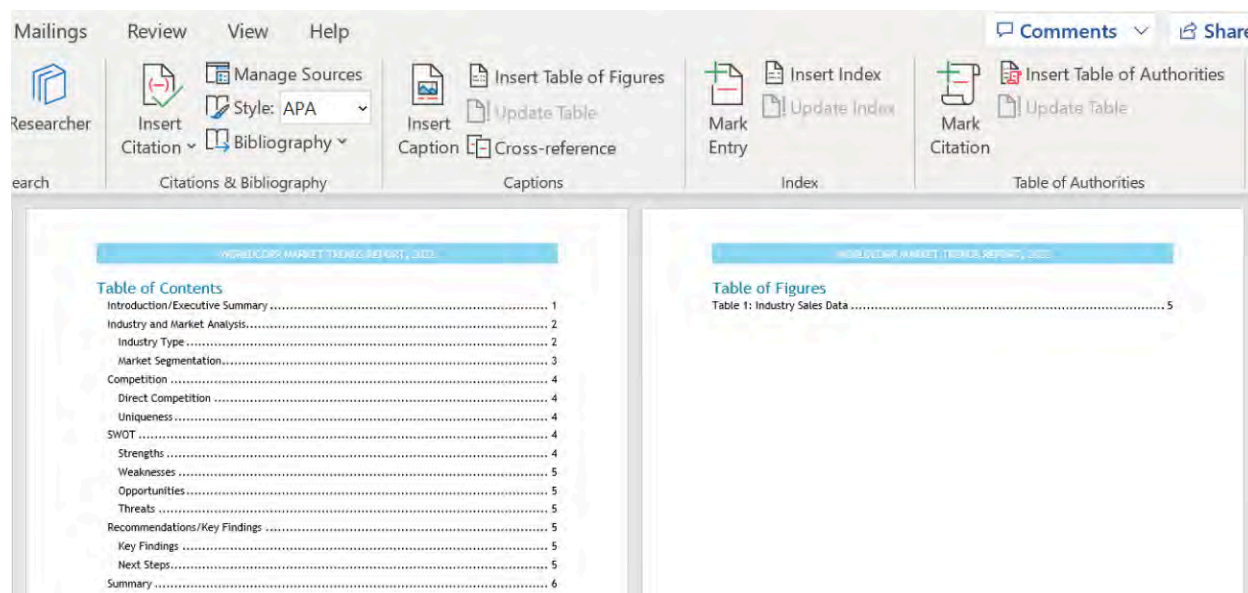 Mailings Review View Help Comments Share
Researcher
Insert
Citation
Manage Sources
Style: APA
Bibliography
Insert
Caption
Insert Table of Figures
Update Table
Cross-reference
Mark
Entry
Insert Index
Update Index
Mark
Citation
Insert Table of Authorities
Update Table
earch Citations & Bibliography Captions Index Table of Authorities
Table of Contents
Introduction/Executive Summary 1
Industry and Market Analysis 2
Industry Type 2
Market Segmentation 3
Competition 4
Direct Competition 4
Uniqueness 4
SWOT 4
Strengths 4
Weaknesses 5
Opportunities 5
Threats 5
Recommendations/Key Findings 5
Key Findings 5
Next Steps 5
Summary 6
Table of Figures
Table 1: Industry Sales Data 5